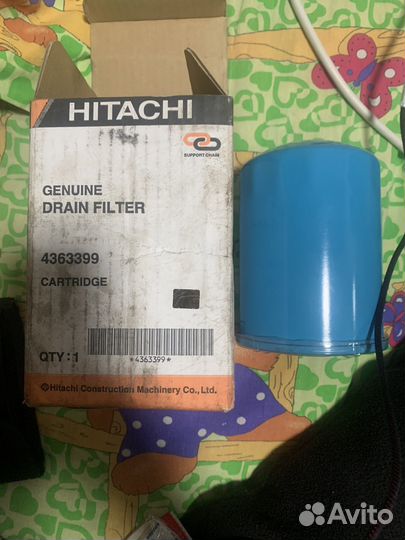 HITACHI
SUPPORT CHAIN
GENUINE
DRAIN FILTER
4363399
CARTRIDGE
QTY : 1
*4363399*
Hitachi Construction Machinery Co., Ltd.
Avito